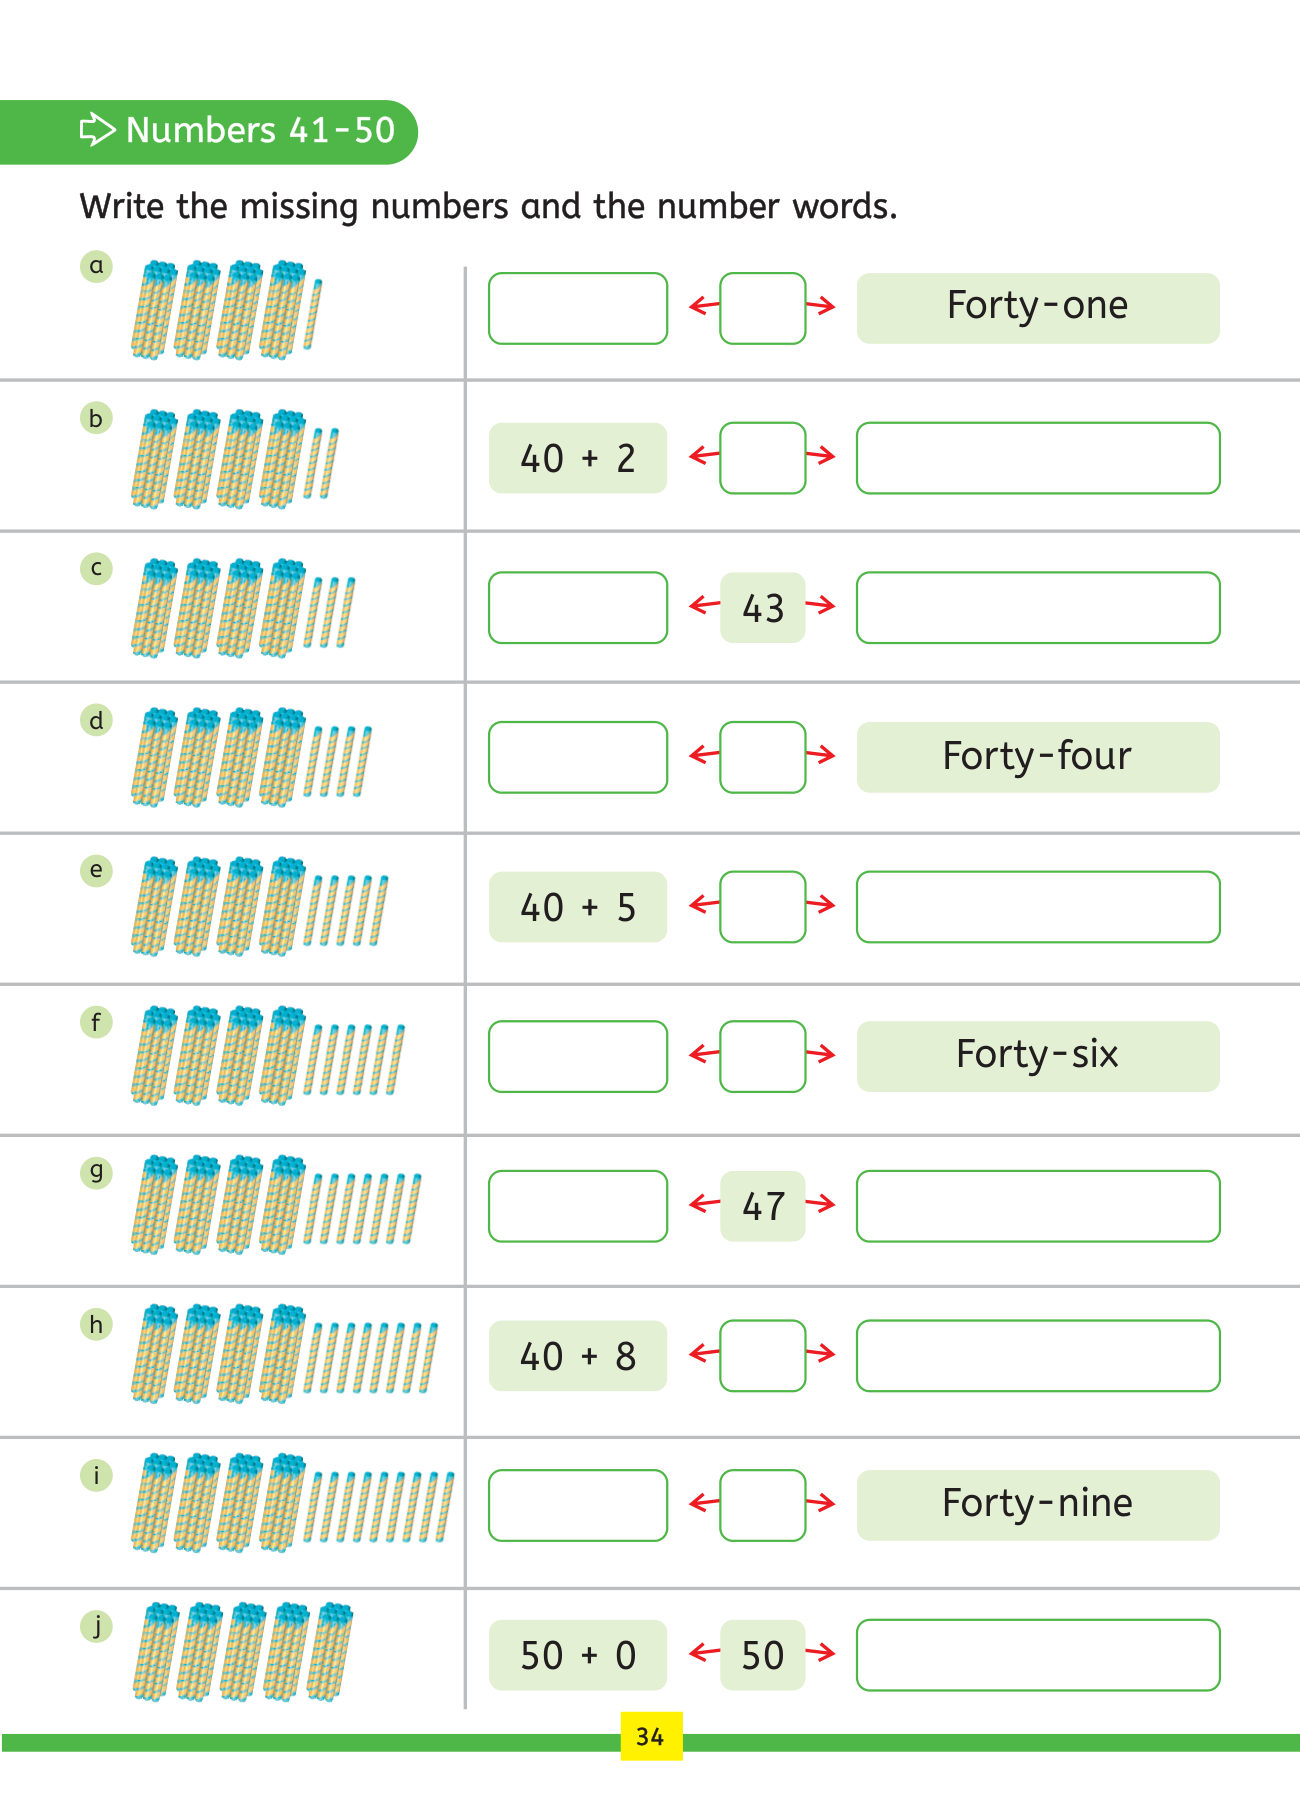 Numbers 41-50
Write the missing numbers and the number words.
a
Forty-one
b
40 + 2
c
43
d
Forty-four
e
40 + 5
f
Forty-six
g
47
h
40 + 8
i
Forty-nine
j
50 + 0 50
34